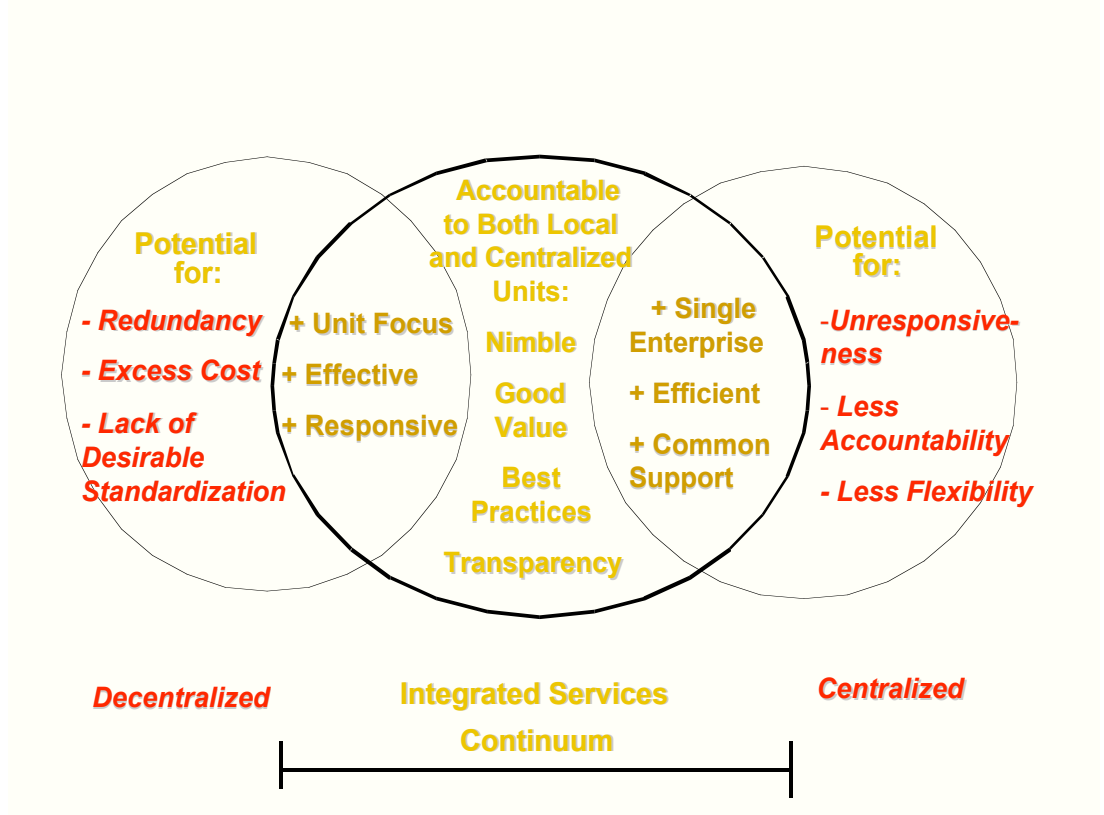 Potential
for:
- Redundancy
- Excess Cost
- Lack of
Desirable
Standardization
+ Unit Focus
+ Effective
+ Responsive
Accountable
to Both Local
and Centralized
Units:
Nimble
Good
Value
Best
Practices
Transparency
+ Single
Enterprise
+ Efficient
+ Common
Support
Potential
for:
-Unresponsive-
ness
- Less
Accountability
- Less Flexibility
Decentralized
Integrated Services
Continuum
Centralized